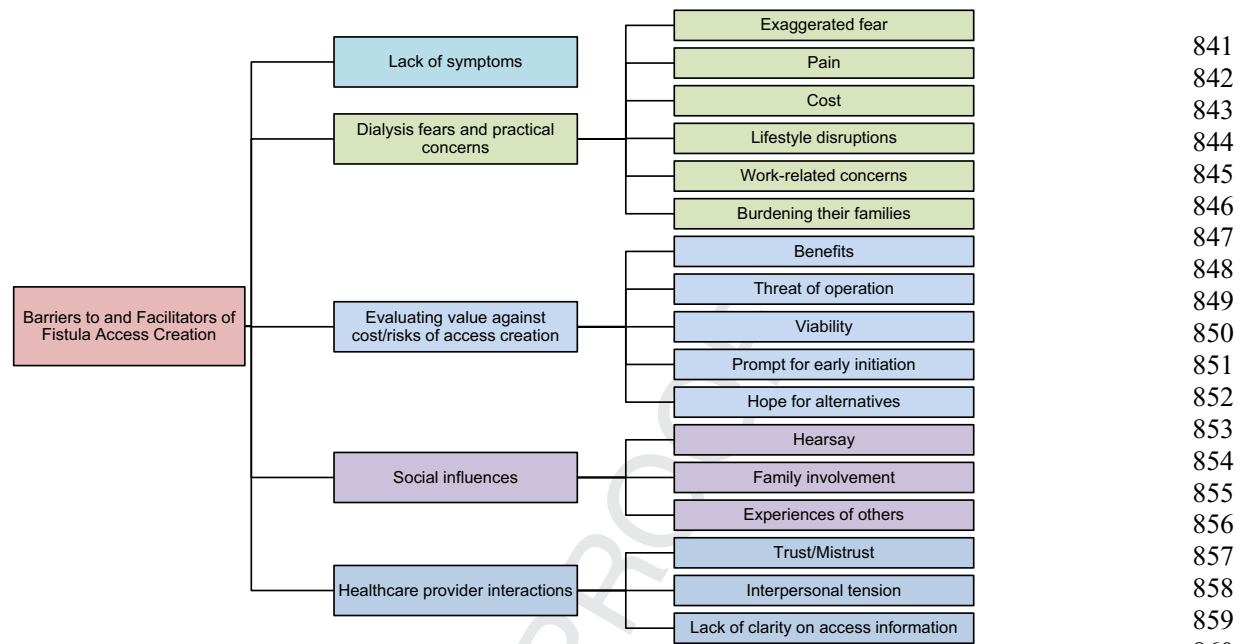 Barriers to and Facilitators of
Fistula Access Creation
Lack of symptoms
Dialysis fears and practical
concerns
Exaggerated fear
Pain
Cost
Lifestyle disruptions
Work-related concerns
Burdening their families
Evaluating value against
cost/risks of access creation
Benefits
Threat of operation
Viability
Prompt for early initiation
Hope for alternatives
Social influences
Hearsay
Family involvement
Experiences of others
Healthcare provider interactions
Trust/Mistrust
Interpersonal tension
Lack of clarity on access information
841
842
843
844
845
846
847
848
849
850
851
852
853
854
855
856
857
858
859